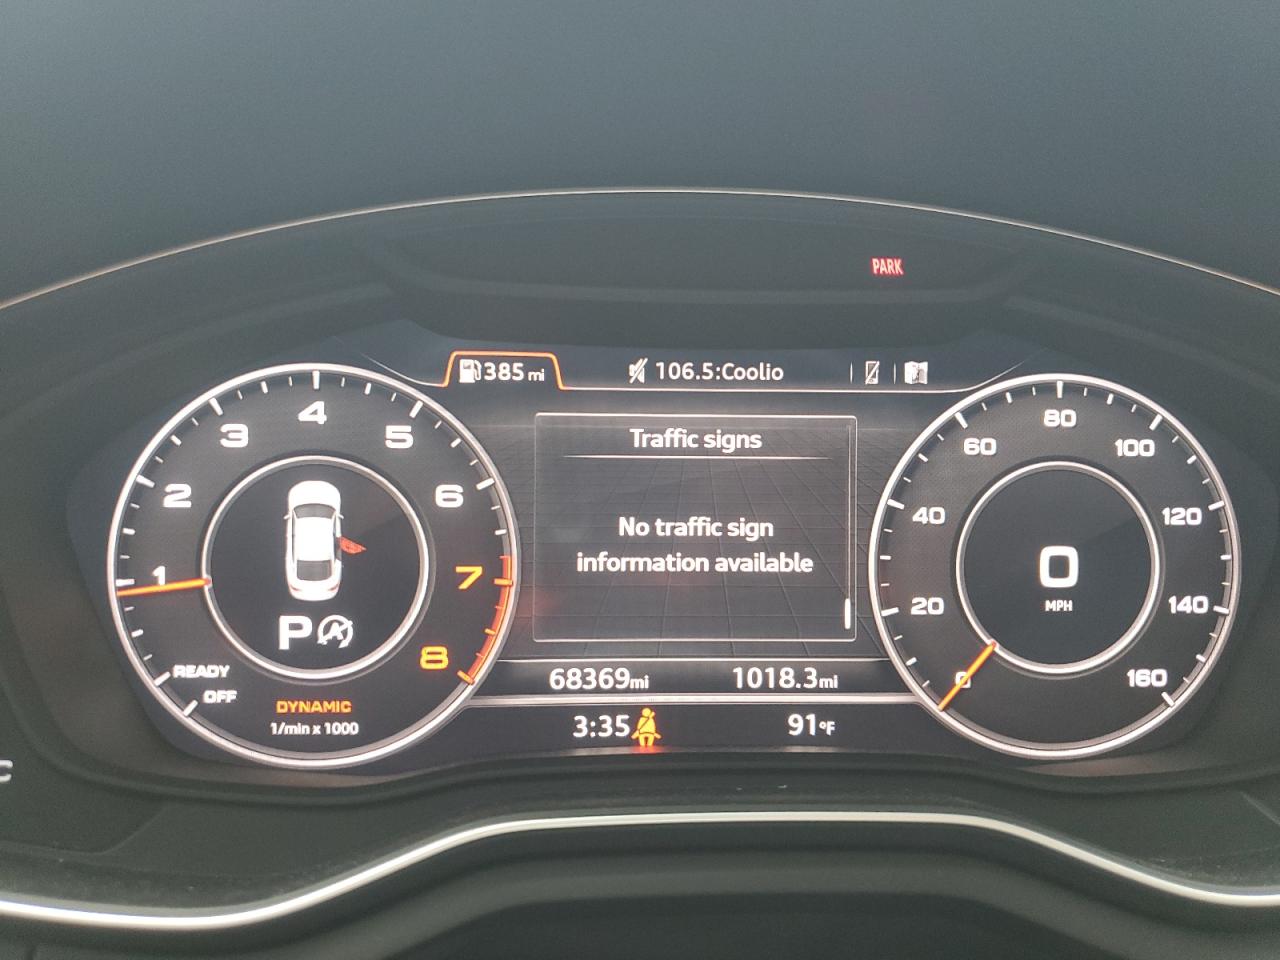 PARK
385 mi
106.5:Coolio
1
2
3
4
5
6
7
8
P
A
READY
OFF
DYNAMIC
1/min x 1000
Traffic signs
No traffic sign
information available
68369mi
1018.3mi
3:35
91°F
0
20
40
60
80
100
120
140
160
0
MPH
C